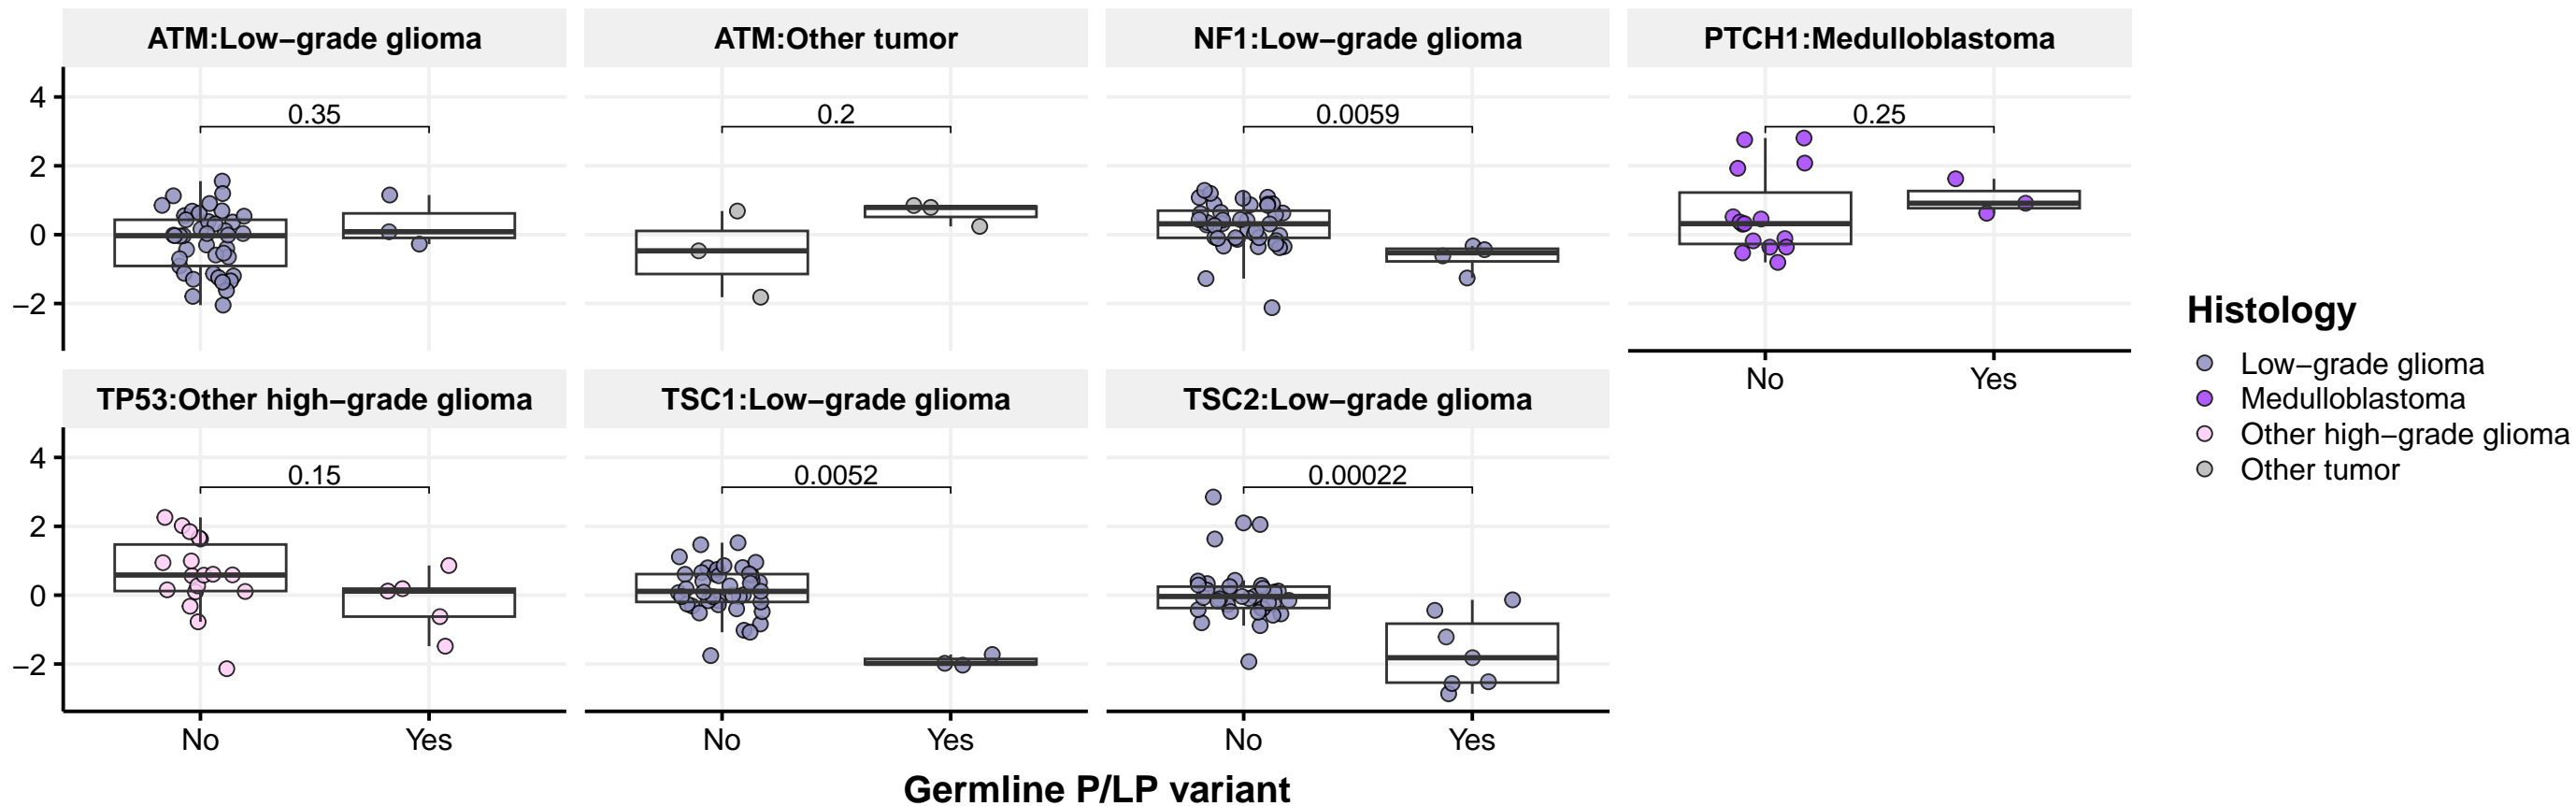 ATM:Low−grade glioma
ATM:Other tumor
NF1:Low−grade glioma
PTCH1:Medulloblastoma
4
2
0
−2
0.35
0.2
0.0059
0.25
No
Yes
TP53:Other high−grade glioma
TSC1:Low−grade glioma
TSC2:Low−grade glioma
4
2
0
−2
0.15
0.0052
0.00022
No
Yes
No
Yes
No
Yes
Germline P/LP variant
Histology
Low−grade glioma
Medulloblastoma
Other high−grade glioma
Other tumor